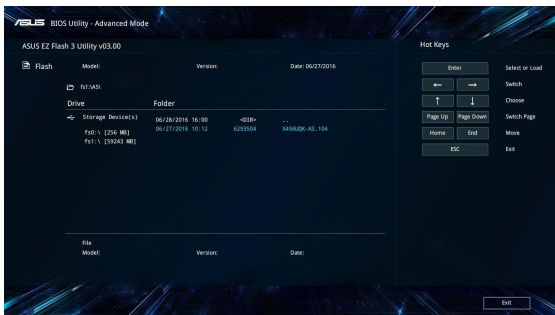 ASUS BIOS Utility - Advanced Mode
ASUS EZ Flash 3 Utility v03.00
Hot Keys
Flash
Model: Version: Date: 06/27/2016
fs1:\AS\
Drive Folder
Storage Device(s)
fs0:\ [256 MB]
fs1:\ [59243 MB]
06/28/2016 16:00 <DIR> ..
06/27/2016 10:12 6293504 X456UQK-AS.104
Enter Select or Load
← → Switch
↑ ↓ Choose
Page Up Page Down Switch Page
Home End Move
ESC Exit
File
Model: Version: Date:
Exit